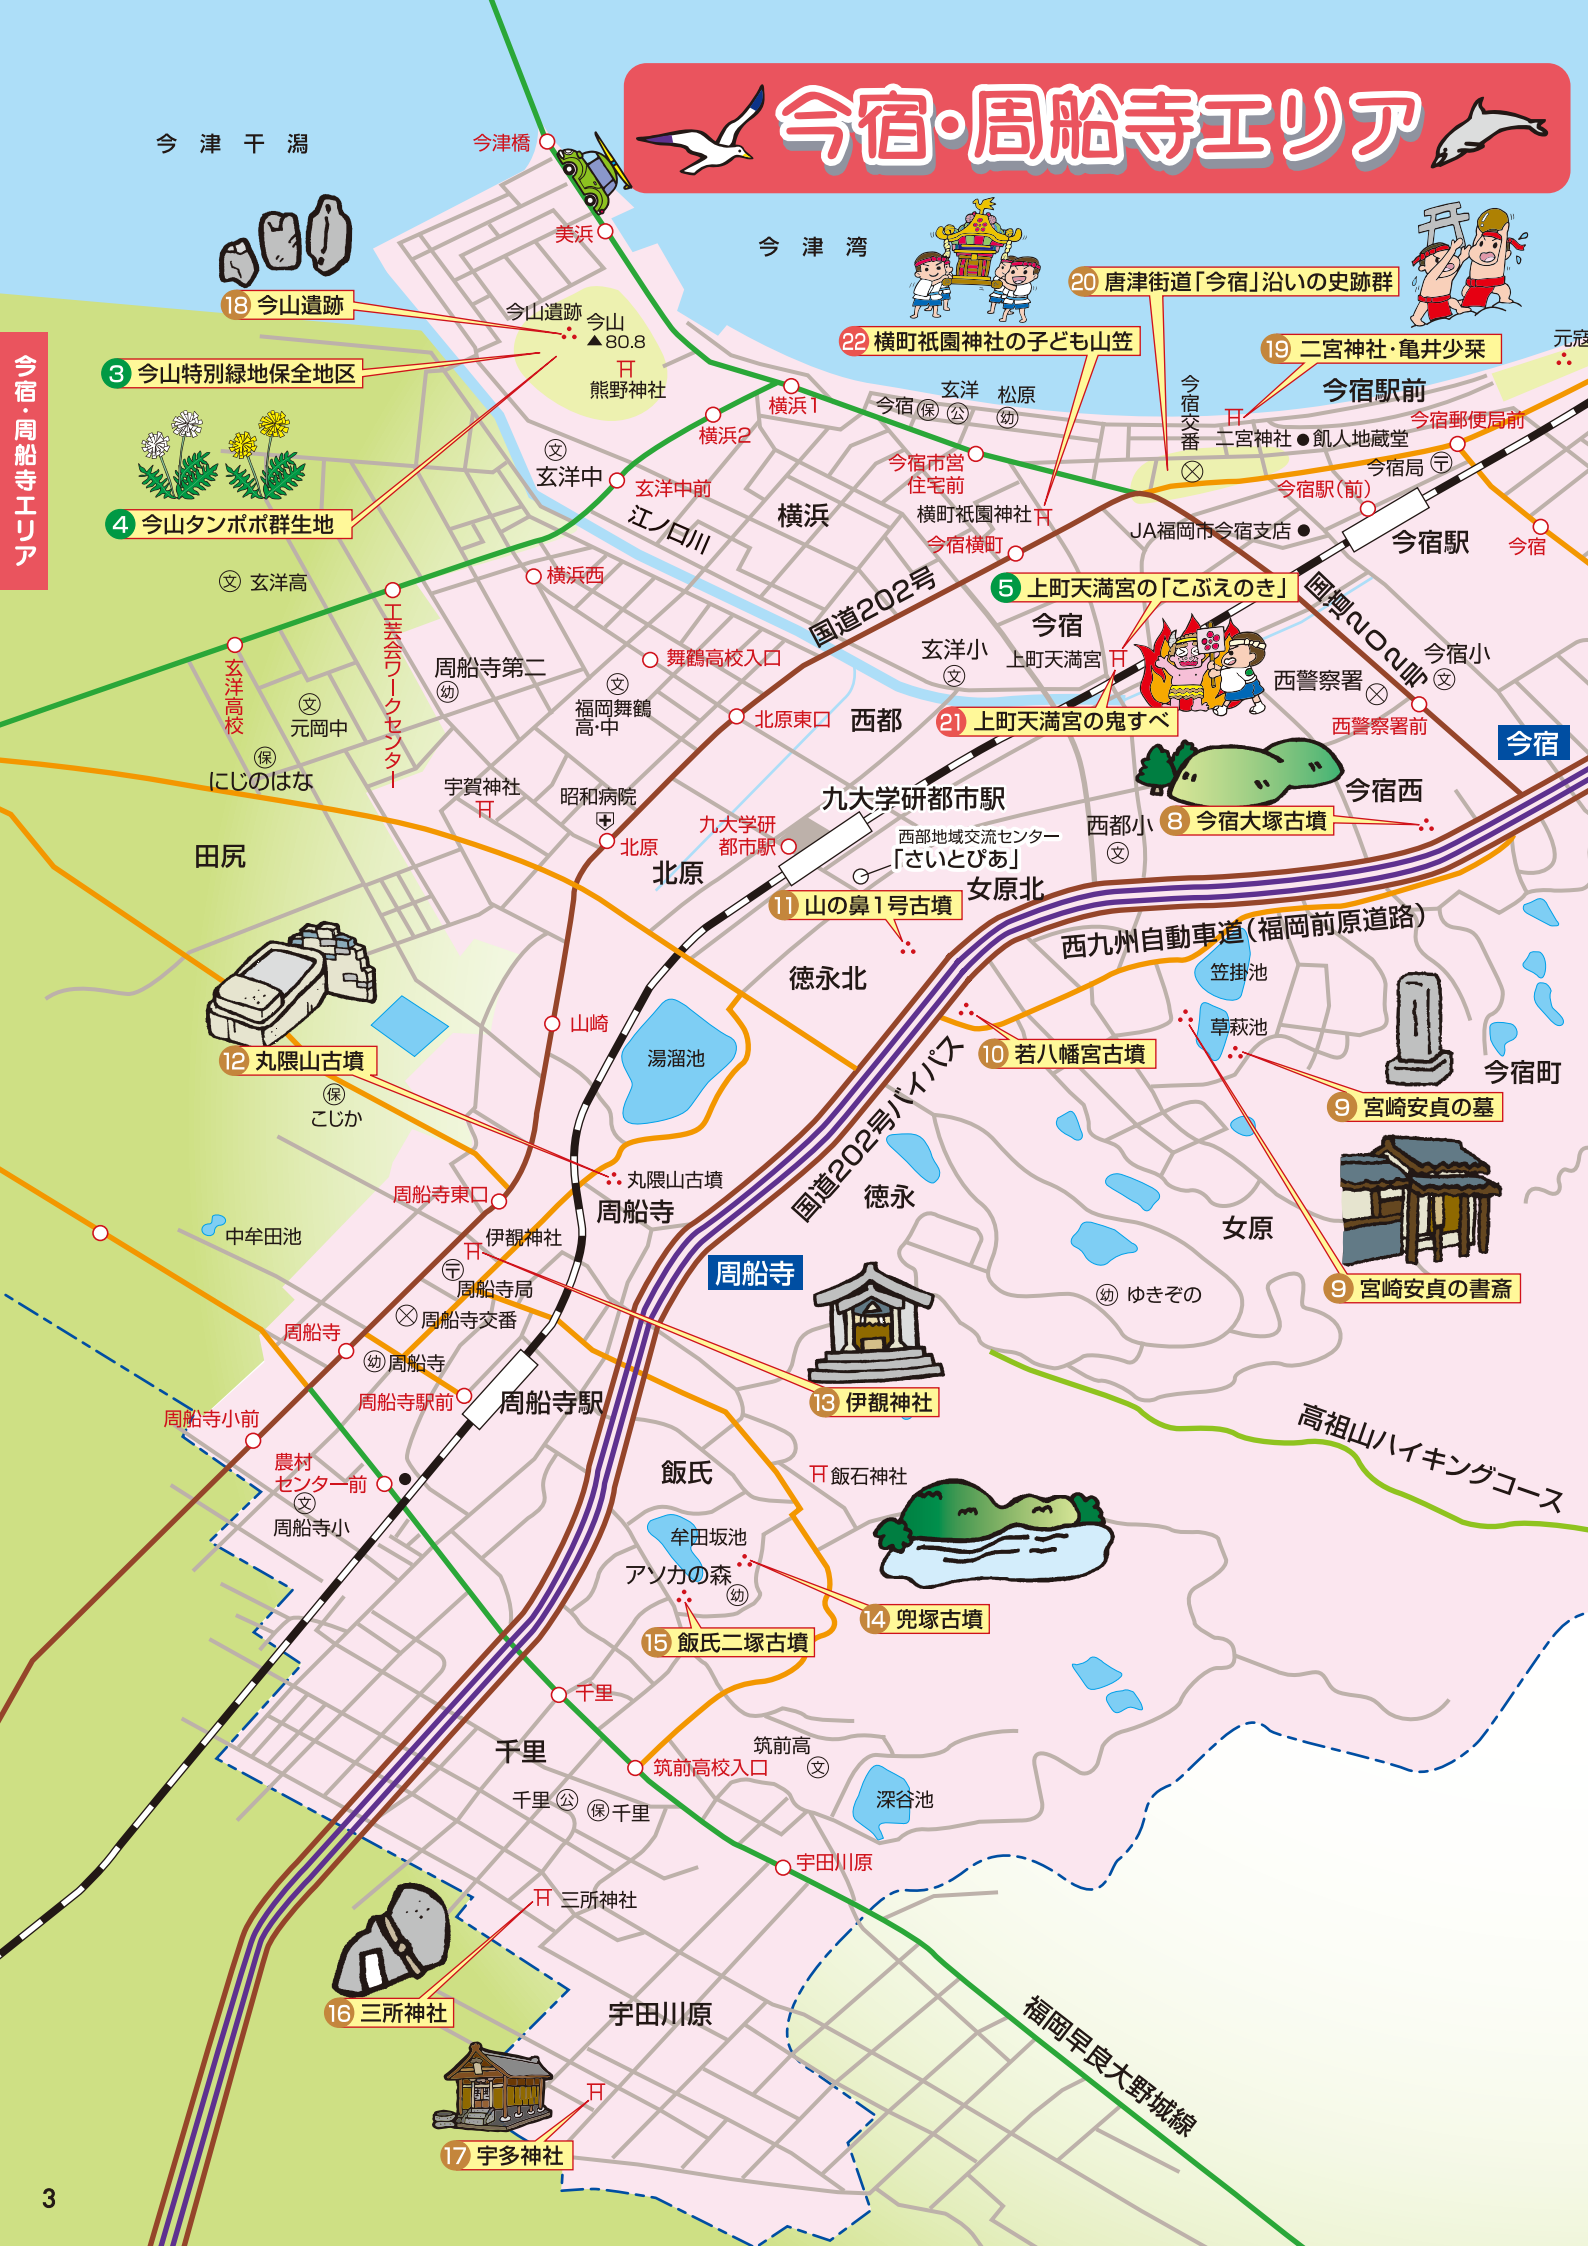 今宿・周船寺エリア
今津干潟
今津橋
美浜
今津湾
18 今山遺跡
今山遺跡
今山
▲80.8
熊野神社
3 今山特別緑地保全地区
4 今山タンポポ群生地
今宿・周船寺エリア
22 横町祇園神社の子ども山笠
20 唐津街道「今宿」沿いの史跡群
19 二宮神社・亀井少栞
元寇
今宿駅前
今宿交番
二宮神社
飢人地蔵堂
今宿郵便局前
今宿局
〒
今宿駅(前)
横浜1
横浜2
今宿 保
玄洋
公
松原
幼
文
玄洋中
玄洋中前
江ノ口川
横浜
今宿市営
住宅前
横町祇園神社
今宿横町
JA福岡市今宿支店
今宿駅
今宿
国道202号
国道202号
5 上町天満宮の「こぶえのき」
今宿
玄洋小
文
上町天満宮
21 上町天満宮の鬼すべ
西警察署
今宿小
文
西警察署前
今宿
文 玄洋高
横浜西
工芸会ワークセンター
玄洋高校
周船寺第二
幼
舞鶴高校入口
文
福岡舞鶴
高・中
文
元岡中
保
にじのはな
北原東口
西都
宇賀神社
昭和病院
九大学研都市駅
九大学研
都市駅
北原
北原
西部地域交流センター
「さいとぴあ」
西都小
文
8 今宿大塚古墳
今宿西
田尻
11 山の鼻1号古墳
女原北
西九州自動車道(福岡前原道路)
徳永北
笠掛池
草萩池
10 若八幡宮古墳
今宿町
9 宮崎安貞の墓
山崎
湯溜池
12 丸隈山古墳
保
こじか
国道202号バイパス
丸隈山古墳
周船寺
徳永
女原
9 宮崎安貞の書斎
周船寺東口
中牟田池
伊覩神社
〒
周船寺局
周船寺交番
周船寺
周船寺
幼 周船寺
周船寺駅前
周船寺駅
幼 ゆきぞの
13 伊覩神社
周船寺小前
農村
センター前
文
周船寺小
飯氏
飯石神社
高祖山ハイキングコース
牟田坂池
アソカの森
幼
14 兜塚古墳
15 飯氏二塚古墳
千里
千里
筑前高校入口
筑前高
文
千里 公
保 千里
深谷池
宇田川原
三所神社
16 三所神社
宇田川原
福岡早良大野城線
17 宇多神社
3